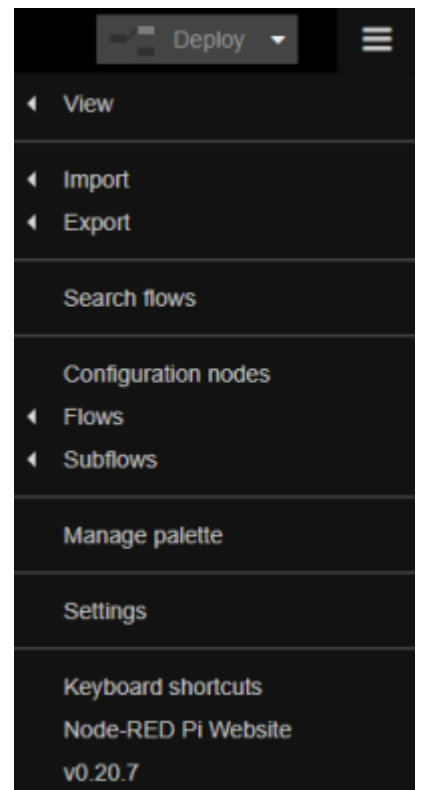 Deploy
View
Import
Export
Search flows
Configuration nodes
Flows
Subflows
Manage palette
Settings
Keyboard shortcuts
Node-RED Pi Website
v0.20.7